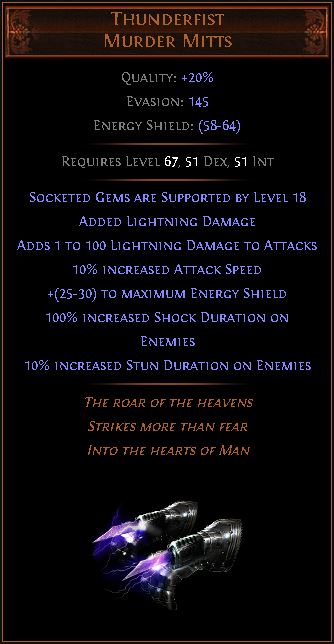 Thunderfist
Murder Mitts
Quality: +20%
Evasion: 145
Energy Shield: (58-64)
Requires Level 67, 51 Dex, 51 Int
Socketed Gems are Supported by Level 18
Added Lightning Damage
Adds 1 to 100 Lightning Damage to Attacks
10% increased Attack Speed
+(25-30) to maximum Energy Shield
100% increased Shock Duration on
Enemies
10% increased Stun Duration on Enemies
The roar of the heavens
Strikes more than fear
Into the hearts of Man